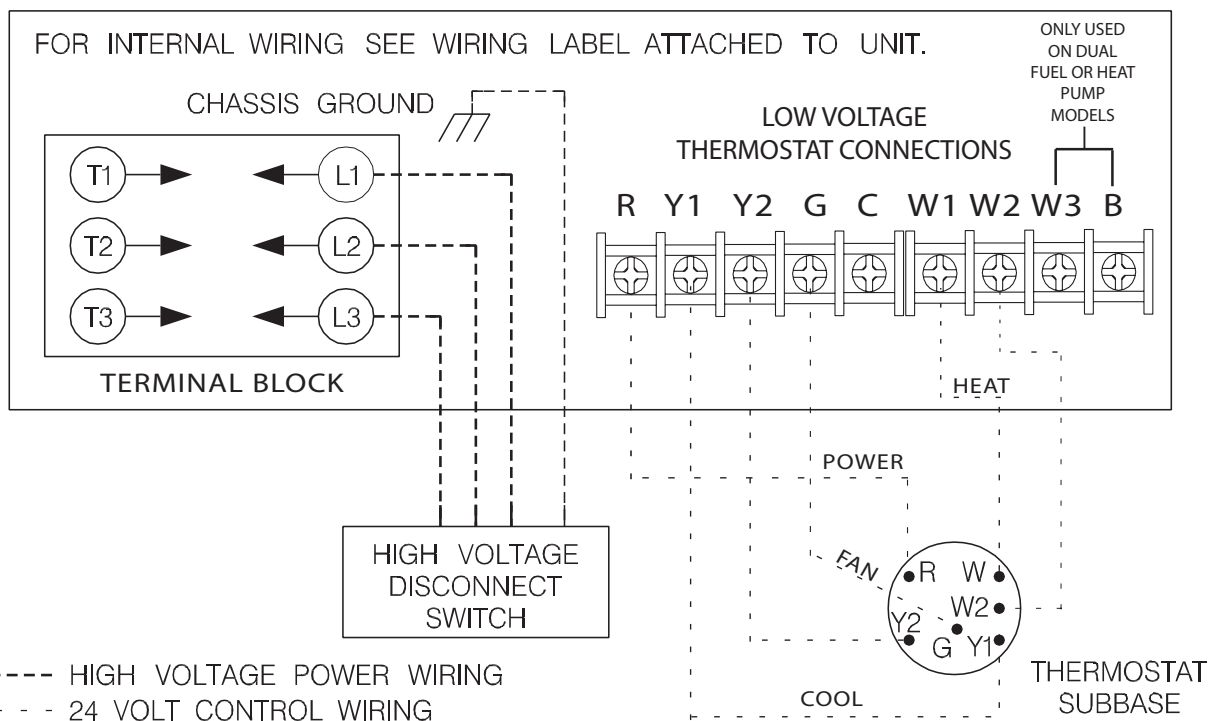 FOR INTERNAL WIRING SEE WIRING LABEL ATTACHED TO UNIT.
ONLY USED
ON DUAL
FUEL OR HEAT
PUMP
MODELS
CHASSIS GROUND
LOW VOLTAGE
THERMOSTAT CONNECTIONS
T1 L1
T2 L2
T3 L3
TERMINAL BLOCK
R Y1 Y2 G C W1 W2 W3 B
HEAT
POWER
HIGH VOLTAGE
DISCONNECT
SWITCH
FAN
R W
W2
Y2
G Y1
THERMOSTAT
SUBBASE
COOL
HIGH VOLTAGE POWER WIRING
24 VOLT CONTROL WIRING